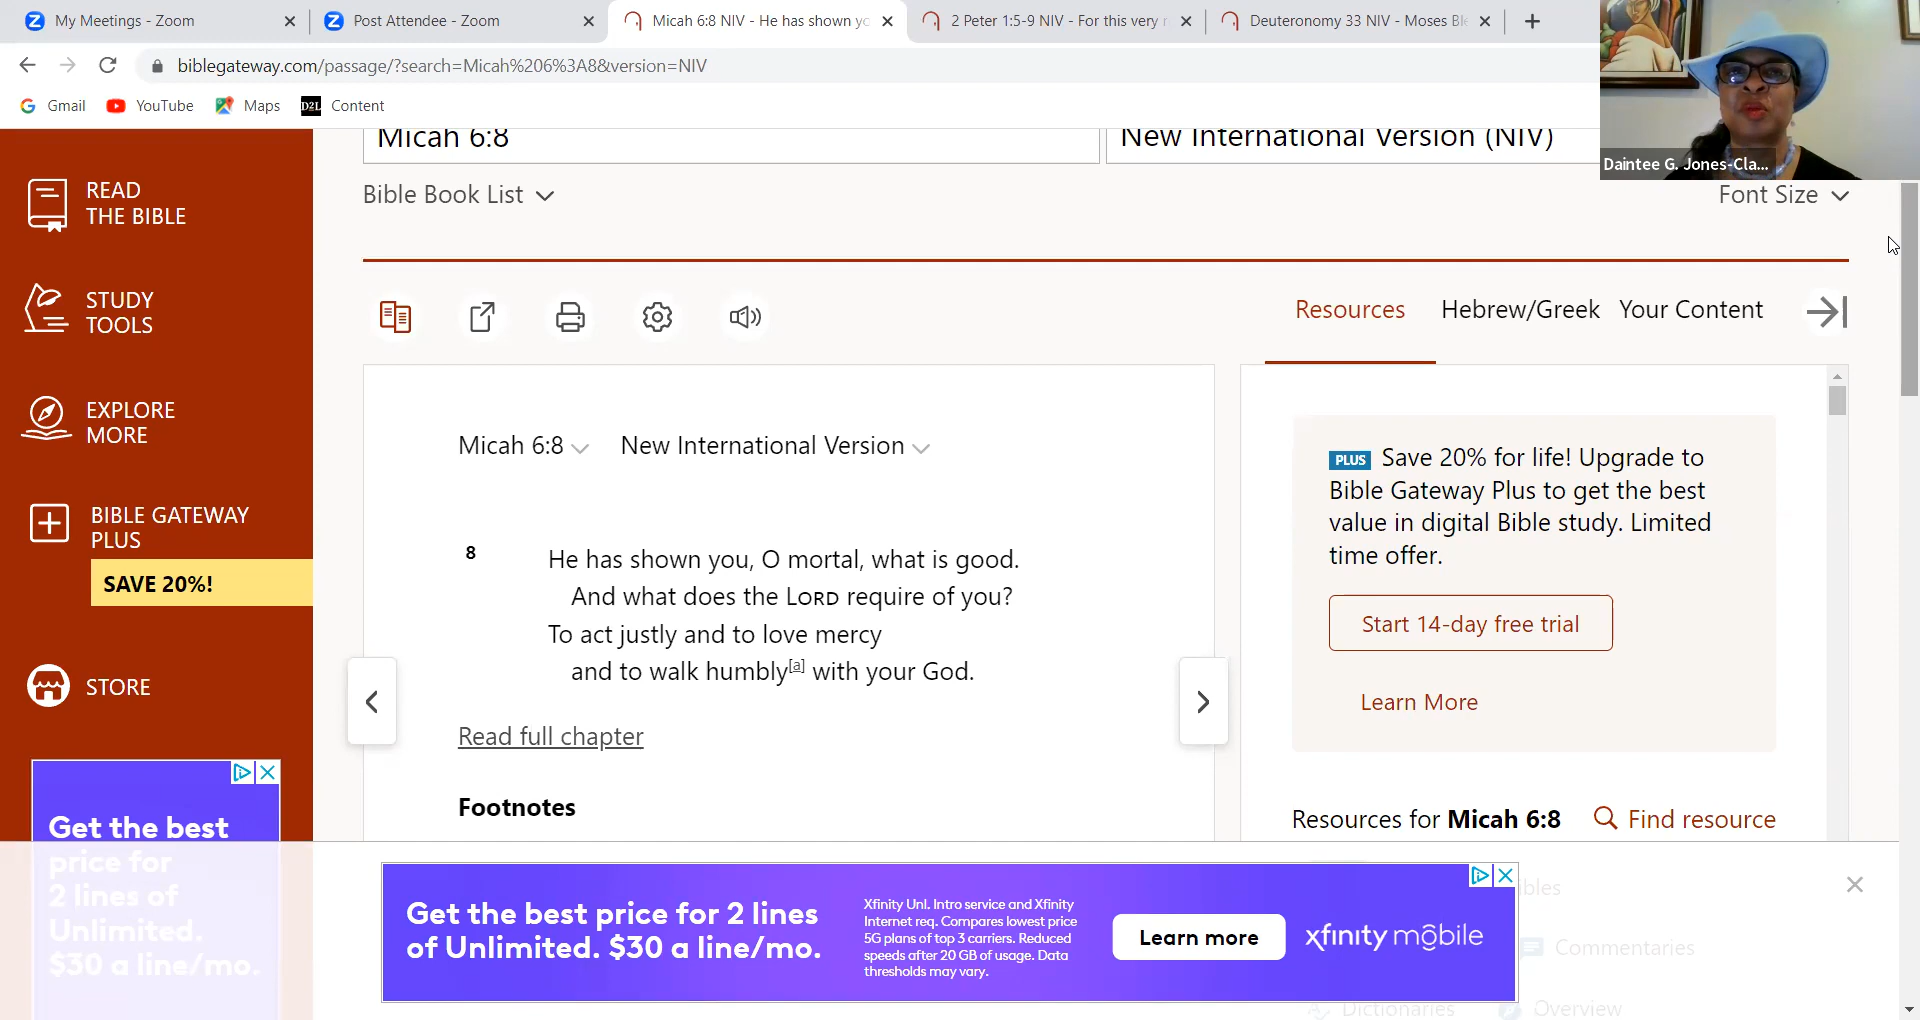 My Meetings - Zoom
Post Attendee - Zoom
Micah 6:8 NIV - He has shown yo
2 Peter 1:5-9 NIV - For this very r
Deuteronomy 33 NIV - Moses Ble
biblegateway.com/passage/?search=Micah%206%3A8&version=NIV
Gmail
YouTube
Maps
D2L Content
Daintee G. Jones-Cla...
Micah 6:8
New International Version (NIV)
Bible Book List
Font Size
READ
THE BIBLE
STUDY
TOOLS
EXPLORE
MORE
BIBLE GATEWAY
PLUS
SAVE 20%!
STORE
Resources
Hebrew/Greek
Your Content
Micah 6:8
New International Version
8 He has shown you, O mortal, what is good.
And what does the LORD require of you?
To act justly and to love mercy
and to walk humbly[a] with your God.
Read full chapter
Footnotes
PLUS Save 20% for life! Upgrade to
Bible Gateway Plus to get the best
value in digital Bible study. Limited
time offer.
Start 14-day free trial
Learn More
Resources for Micah 6:8
Find resource
Get the best
price for
2 lines of
Unlimited.
$30 a line/mo.
Get the best price for 2 lines
of Unlimited. $30 a line/mo.
Xfinity Unl. Intro service and Xfinity
Internet req. Compares lowest price
5G plans of top 3 carriers. Reduced
speeds after 20 GB of usage. Data
thresholds may vary.
Learn more
xfinity mobile
bles
Commentaries
Dictionaries
Overview